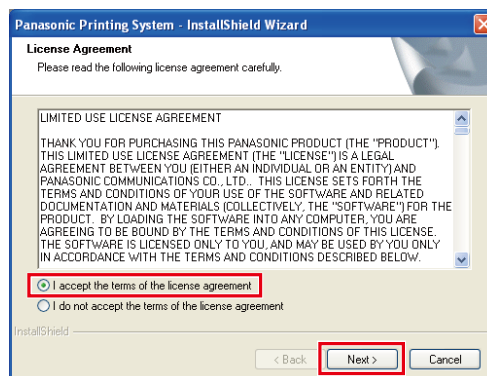 Panasonic Printing System - InstallShield Wizard
License Agreement
Please read the following license agreement carefully.
LIMITED USE LICENSE AGREEMENT
THANK YOU FOR PURCHASING THIS PANASONIC PRODUCT (THE "PRODUCT").
THIS LIMITED USE LICENSE AGREEMENT (THE "LICENSE") IS A LEGAL
AGREEMENT BETWEEN YOU (EITHER AN INDIVIDUAL OR AN ENTITY) AND
PANASONIC COMMUNICATIONS CO., LTD.. THIS LICENSE SETS FORTH THE
TERMS AND CONDITIONS OF YOUR USE OF THE SOFTWARE AND RELATED
DOCUMENTATION AND MATERIALS (COLLECTIVELY, THE "SOFTWARE") FOR THE
PRODUCT. BY LOADING THE SOFTWARE INTO ANY COMPUTER, YOU ARE
AGREEING TO BE BOUND BY THE TERMS AND CONDITIONS OF THIS LICENSE.
THE SOFTWARE IS LICENSED ONLY TO YOU, AND MAY BE USED BY YOU ONLY
IN ACCORDANCE WITH THE TERMS AND CONDITIONS DESCRIBED BELOW.
I accept the terms of the license agreement
I do not accept the terms of the license agreement
InstallShield
< Back Next > Cancel